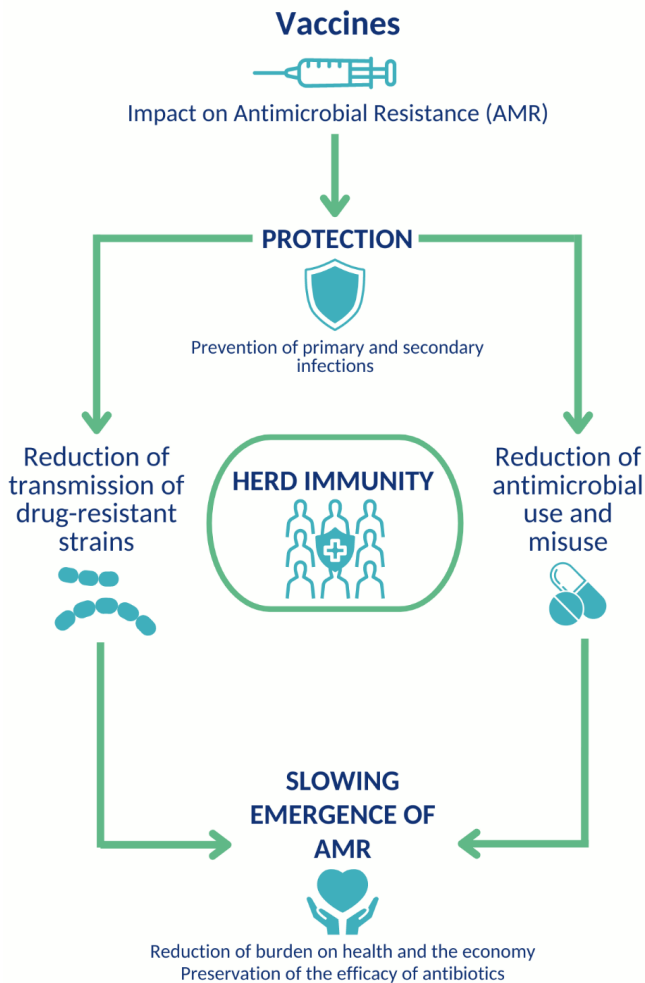 Vaccines
Impact on Antimicrobial Resistance (AMR)
PROTECTION
Prevention of primary and secondary
infections
Reduction of
transmission of
drug-resistant
strains
HERD IMMUNITY
Reduction of
antimicrobial
use and
misuse
SLOWING
EMERGENCE OF
AMR
Reduction of burden on health and the economy
Preservation of the efficacy of antibiotics